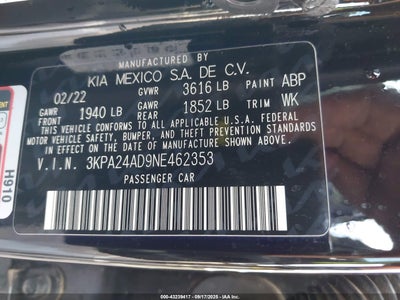 MANUFACTURED BY
KIA MEXICO S.A. DE C.V.
02/22 GVWR 3616 LB PAINT ABP
GAWR 1940 LB GAWR 1852 LB TRIM WK
THIS VEHICLE CONFORMS TO ALL APPLICABLE U.S.A. FEDERAL
MOTOR VEHICLE SAFETY, BUMPER, AND THEFT PREVENTION STANDARDS
IN EFFECT ON THE DATE OF MANUFACTURE SHOWN ABOVE.
V.I.N. 3KPA24AD9NE462353
PASSENGER CAR
H910
000-43239417 - 09/17/2025 - IAA Inc.